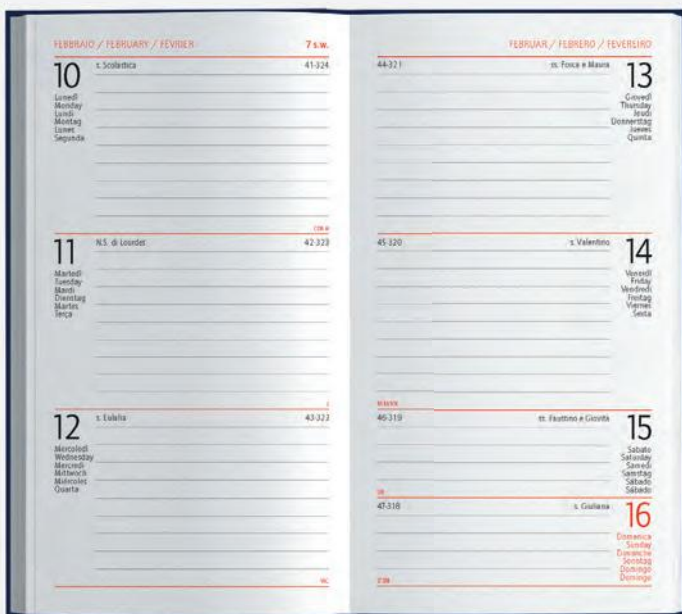 FEBBRAIO / FEBRUARY / FÉVRIER 7 s.w.
10 s. Scolastica 41-324
Lunedì
Monday
Lundi
Montag
Lunes
Segunda
11 N.S. di Lourdes 42-323
Martedì
Tuesday
Mardi
Dienstag
Martes
Terça
12 s. Eulalia 43-323
Mercoledì
Wednesday
Mercredi
Mittwoch
Miércoles
Quarta
FEBRUAR / FEBRERO / FEVEREIRO
44-321 ss. Fosca e Maura 13
Giovedì
Thursday
Jeudi
Donnerstag
Jueves
Quinta
45-320 s. Valentino 14
Venerdì
Friday
Vendredi
Freitag
Viernes
Sexta
46-319 ss. Faustino e Giovita 15
Sabato
Saturday
Samedi
Samstag
Sábado
Sábado
47-318 s. Giuliana 16
Domenica
Sunday
Dimanche
Sonntag
Domingo
Domingo